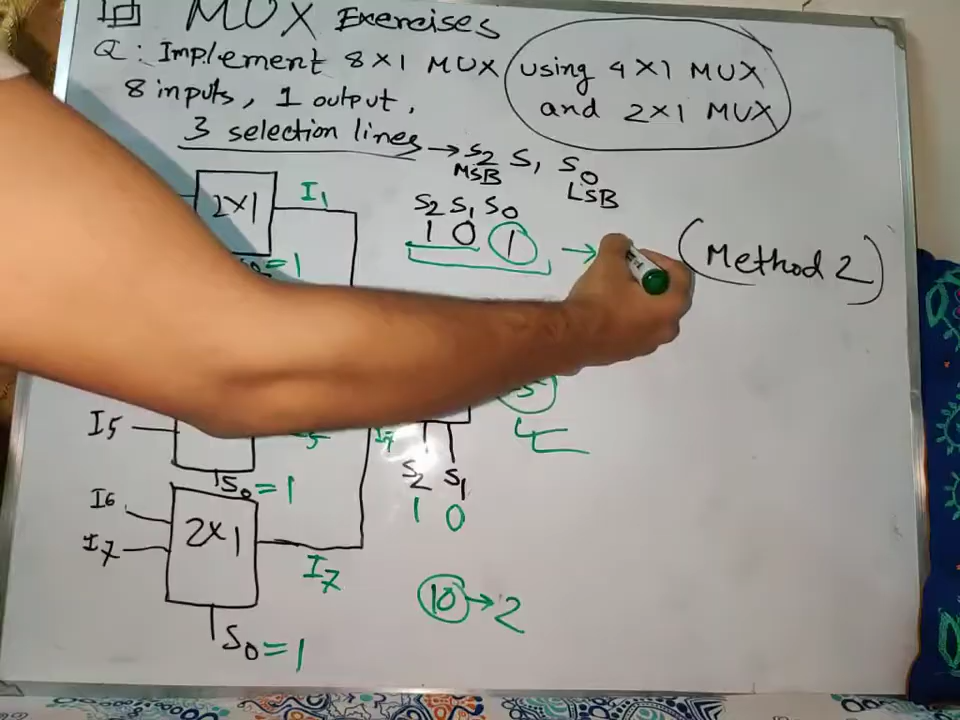 MUX Exercises
Q: Implement 8×1 MUX using 4×1 MUX
8 inputs, 1 output, and 2×1 MUX
3 selection lines → S2 S1 S0
MSB LSB
S2 S1 S0
1 0 1 →
(Method 2)
2×1 I1
= 1
I5
S0 = 1
S2 S1
1 0
I6
I7
2×1
I7
10 → 2
S0 = 1